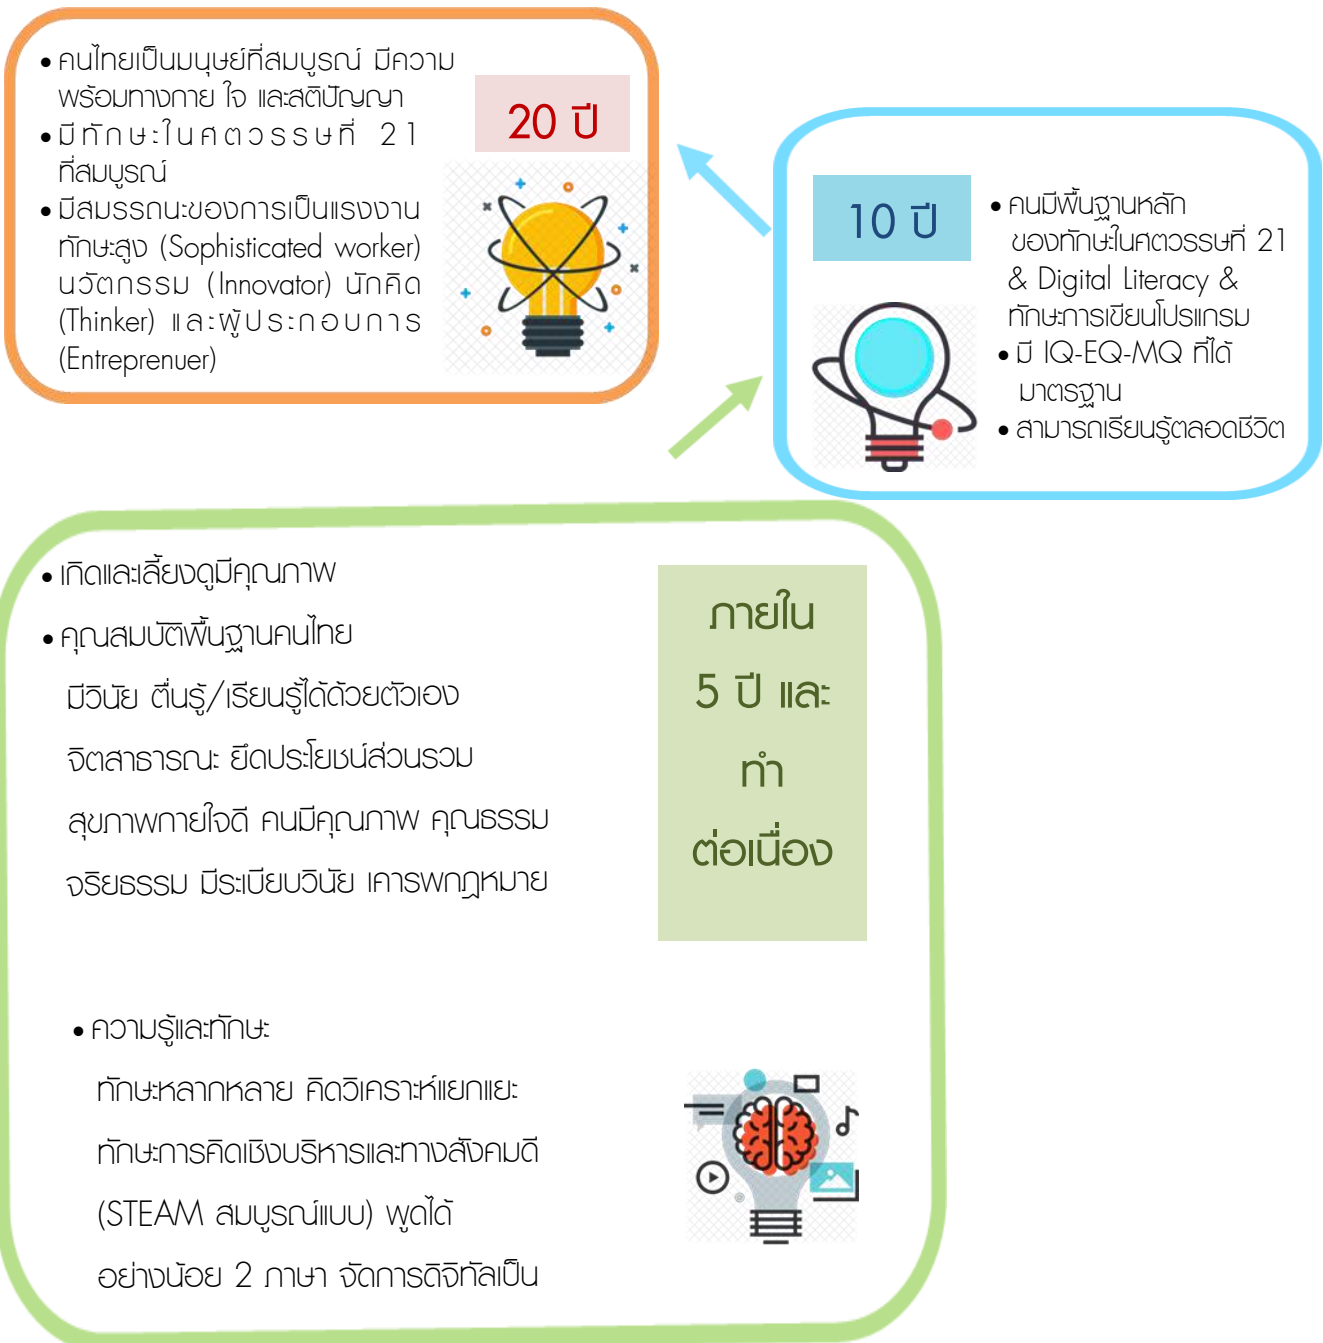 • คนไทยเป็นมนุษย์ที่สมบูรณ์ มีความ
พร้อมทางกาย ใจ และสติปัญญา
• มีทักษะในศตวรรษที่ 21
ที่สมบูรณ์
• มีสมรรถนะของการเป็นแรงงาน
ทักษะสูง (Sophisticated worker)
นวัตกรรม (Innovator) นักคิด
(Thinker) และผู้ประกอบการ
(Entreprenuer)
20 ปี
10 ปี
• คนมีพื้นฐานหลัก
ของทักษะในศตวรรษที่ 21
& Digital Literacy &
ทักษะการเขียนโปรแกรม
• มี IQ-EQ-MQ ที่ได้
มาตรฐาน
• สามารถเรียนรู้ตลอดชีวิต
• เกิดและเลี้ยงดูมีคุณภาพ
• คุณสมบัติพื้นฐานคนไทย
มีวินัย ตื่นรู้/เรียนรู้ได้ด้วยตัวเอง
จิตสาธารณะ ยึดประโยชน์ส่วนรวม
สุขภาพกายใจดี คนมีคุณภาพ คุณธรรม
จริยธรรม มีระเบียบวินัย เคารพกฎหมาย
ภายใน
5 ปี และ
ทำ
ต่อเนื่อง
• ความรู้และทักษะ
ทักษะหลากหลาย คิดวิเคราะห์แยกแยะ
ทักษะการคิดเชิงบริหารและทางสังคมดี
(STEAM สมบูรณ์แบบ) พูดได้
อย่างน้อย 2 ภาษา จัดการดิจิทัลเป็น